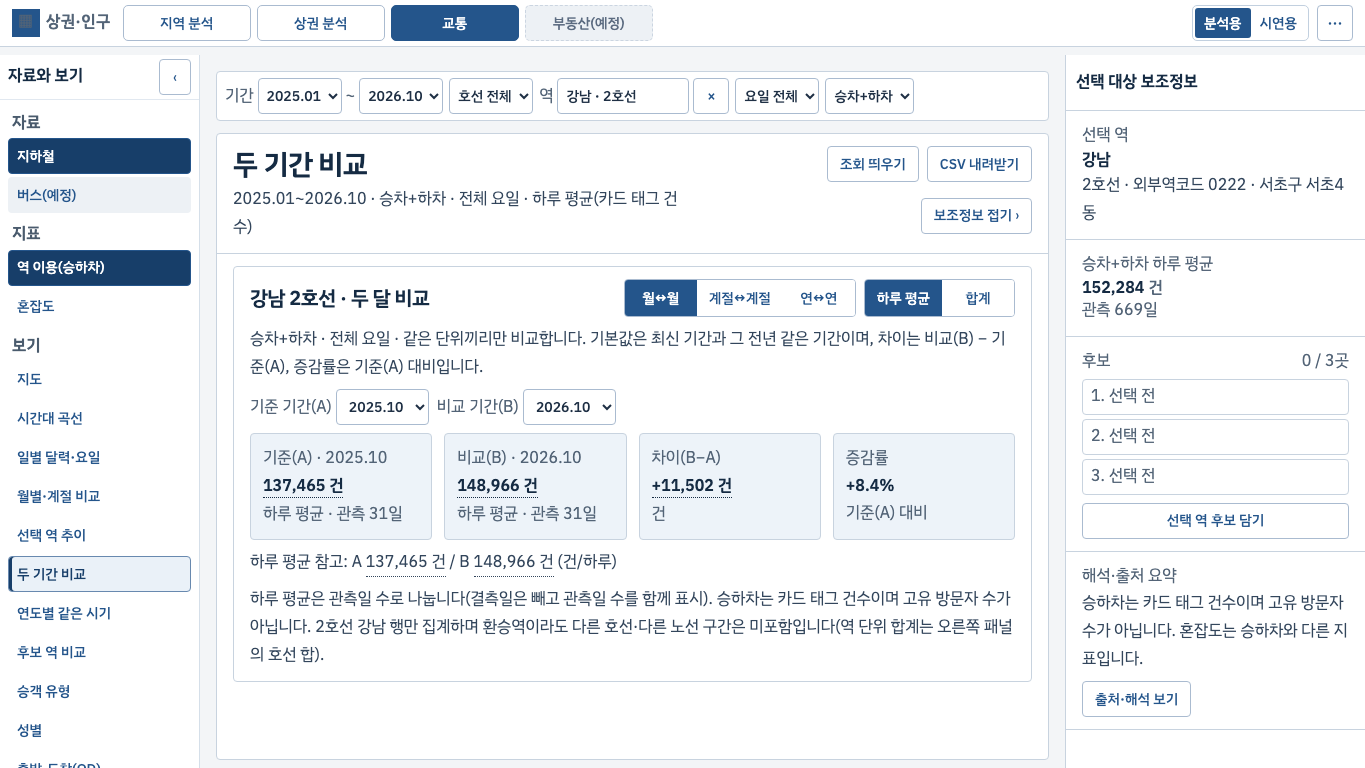 상권·인구
지역 분석
상권 분석
교통
부동산(예정)
분석용
시연용
···
자료와 보기
‹
자료
지하철
버스(예정)
지표
역 이용(승하차)
혼잡도
보기
지도
시간대 곡선
일별 달력·요일
월별·계절 비교
선택 역 추이
두 기간 비교
연도별 같은 시기
후보 역 비교
승객 유형
성별
기간 2025.01 ~ 2026.10 호선 전체 역 강남 · 2호선 × 요일 전체 승차+하차
두 기간 비교
2025.01~2026.10 · 승차+하차 · 전체 요일 · 하루 평균(카드 태그 건
수)
조회 띄우기
CSV 내려받기
보조정보 접기 ›
강남 2호선 · 두 달 비교
월↔월
계절↔계절
연↔연
하루 평균
합계
승차+하차 · 전체 요일 · 같은 단위끼리만 비교합니다. 기본값은 최신 기간과 그 전년 같은 기간이며, 차이는 비교(B) − 기
준(A), 증감률은 기준(A) 대비입니다.
기준 기간(A) 2025.10 비교 기간(B) 2026.10
기준(A) · 2025.10
137,465 건
하루 평균 · 관측 31일
비교(B) · 2026.10
148,966 건
하루 평균 · 관측 31일
차이(B−A)
+11,502 건
건
증감률
+8.4%
기준(A) 대비
하루 평균 참고: A 137,465 건 / B 148,966 건 (건/하루)
하루 평균은 관측일 수로 나눕니다(결측일은 빼고 관측일 수를 함께 표시). 승하차는 카드 태그 건수이며 고유 방문자 수가
아닙니다. 2호선 강남 행만 집계하며 환승역이라도 다른 호선·다른 노선 구간은 미포함입니다(역 단위 합계는 오른쪽 패널
의 호선 합).
선택 대상 보조정보
선택 역
강남
2호선 · 외부역코드 0222 · 서초구 서초4
동
승차+하차 하루 평균
152,284 건
관측 669일
후보
0 / 3곳
1. 선택 전
2. 선택 전
3. 선택 전
선택 역 후보 담기
해석·출처 요약
승하차는 카드 태그 건수이며 고유 방문자
수가 아닙니다. 혼잡도는 승하차와 다른 지
표입니다.
출처·해석 보기